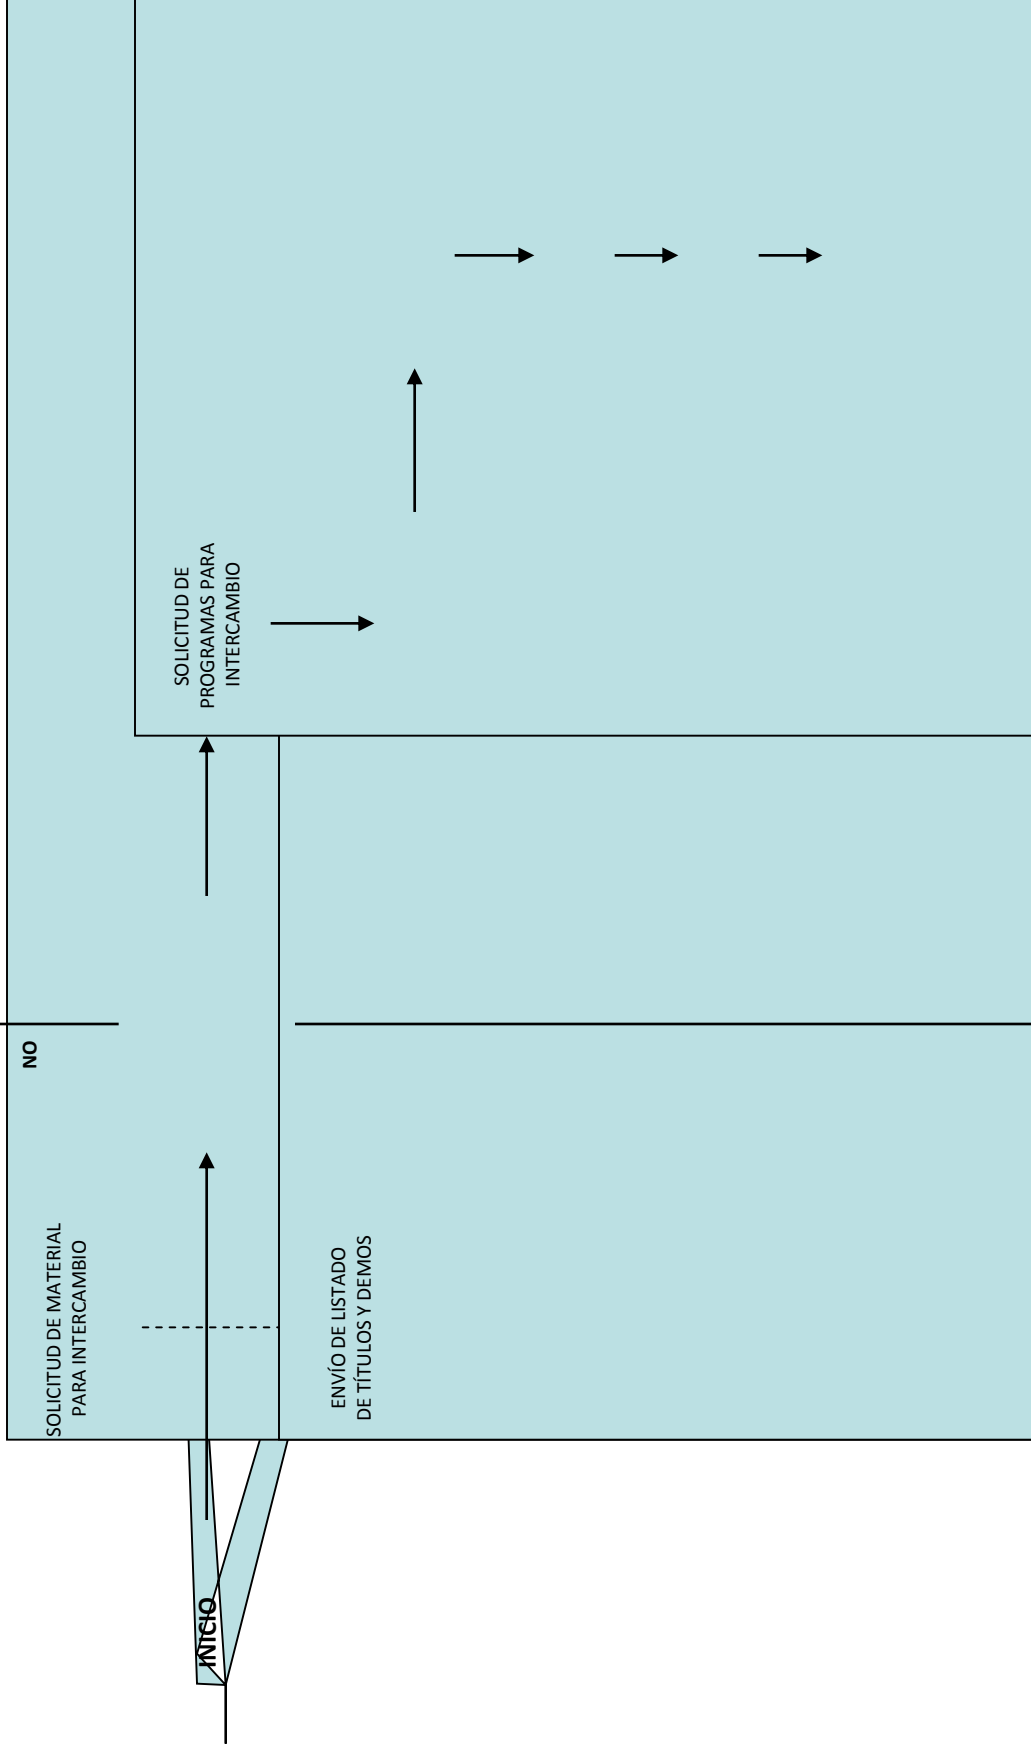 INICIO
SOLICITUD DE MATERIAL
PARA INTERCAMBIO
ENVÍO DE LISTADO
DE TÍTULOS Y DEMOS
NO
SOLICITUD DE
PROGRAMAS PARA
INTERCAMBIO